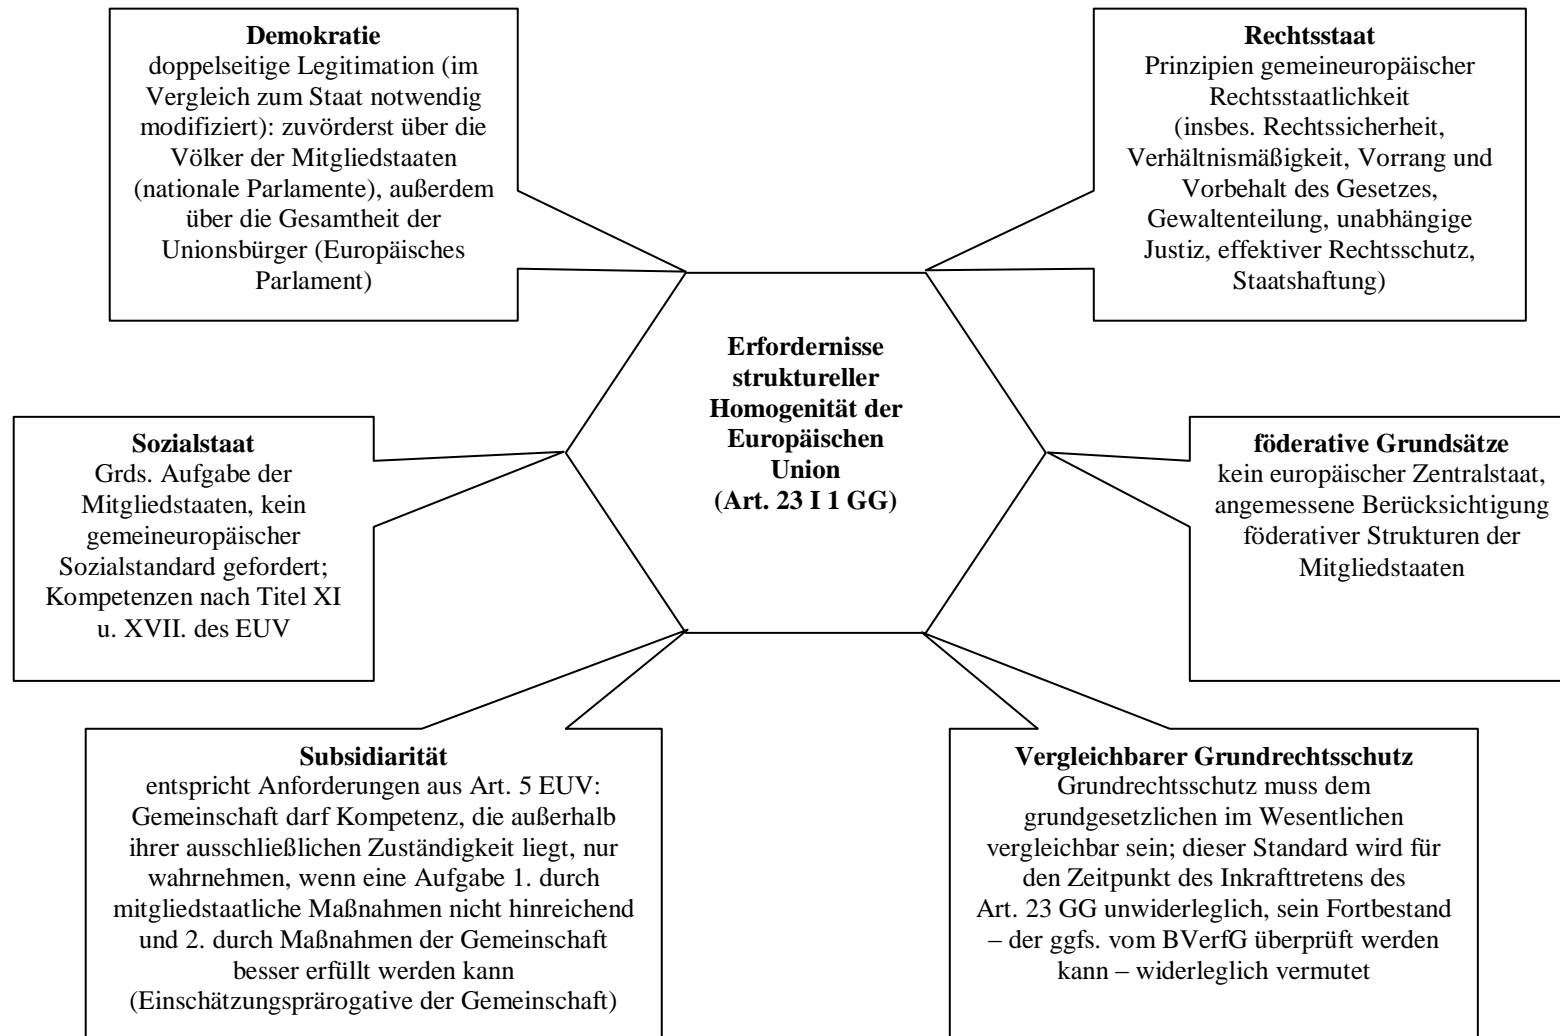 Demokratie
doppelseitige Legitimation (im
Vergleich zum Staat notwendig
modifiziert): zuvörderst über die
Völker der Mitgliedstaaten
(nationale Parlamente), außerdem
über die Gesamtheit der
Unionsbürger (Europäisches
Parlament)
Rechtsstaat
Prinzipien gemeineuropäischer
Rechtsstaatlichkeit
(insbes. Rechtssicherheit,
Verhältnismäßigkeit, Vorrang und
Vorbehalt des Gesetzes,
Gewaltenteilung, unabhängige
Justiz, effektiver Rechtsschutz,
Staatshaftung)
Erfordernisse
struktureller
Homogenität der
Europäischen
Union
(Art. 23 I 1 GG)
Sozialstaat
Grds. Aufgabe der
Mitgliedstaaten, kein
gemeineuropäischer
Sozialstandard gefordert;
Kompetenzen nach Titel XI
u. XVII. des EUV
föderative Grundsätze
kein europäischer Zentralstaat,
angemessene Berücksichtigung
föderativer Strukturen der
Mitgliedstaaten
Subsidiarität
entspricht Anforderungen aus Art. 5 EUV:
Gemeinschaft darf Kompetenz, die außerhalb
ihrer ausschließlichen Zuständigkeit liegt, nur
wahrnehmen, wenn eine Aufgabe 1. durch
mitgliedstaatliche Maßnahmen nicht hinreichend
und 2. durch Maßnahmen der Gemeinschaft
besser erfüllt werden kann
(Einschätzungsprärogative der Gemeinschaft)
Vergleichbarer Grundrechtsschutz
Grundrechtsschutz muss dem
grundgesetzlichen im Wesentlichen
vergleichbar sein; dieser Standard wird für
den Zeitpunkt des Inkrafttretens des
Art. 23 GG unwiderleglich, sein Fortbestand
– der ggfs. vom BVerfG überprüft werden
kann – widerleglich vermutet